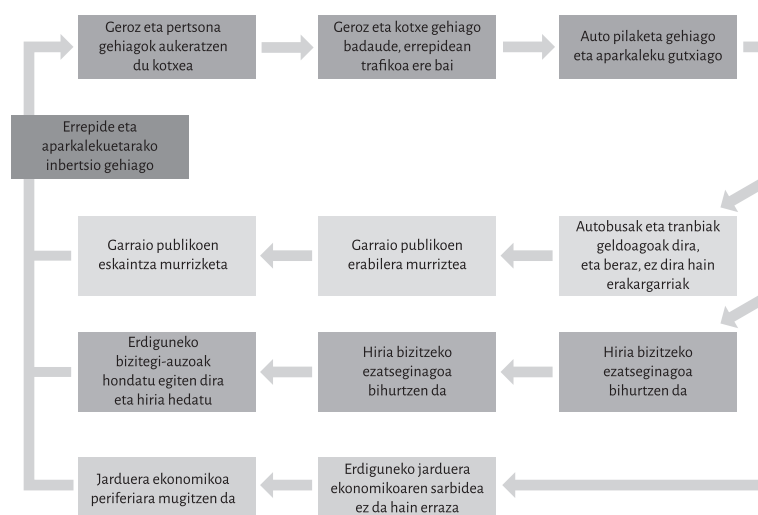 Geroz eta pertsona
gehiagok aukeratzen
du kotxea
Geroz eta kotxe gehiago
badaude, errepidean
trafikoa ere bai
Auto pilaketa gehiago
eta aparkaleku gutxiago
Errepide eta
aparkalekuetarako
inbertsio gehiago
Garraio publikoen
eskaintza murrizketa
Garraio publikoen
erabilera murriztea
Autobusak eta tranbiak
geldoagoak dira,
eta beraz, ez dira hain
erakargarriak
Erdiguneko
bizitegi-auzoak
hondatu egiten dira
eta hiria hedatu
Hiria bizitzeko
ezatseginagoa
bihurtzen da
Hiria bizitzeko
ezatseginagoa
bihurtzen da
Jarduera ekonomikoa
periferiara mugitzen da
Erdiguneko jarduera
ekonomikoaren sarbidea
ez da hain erraza